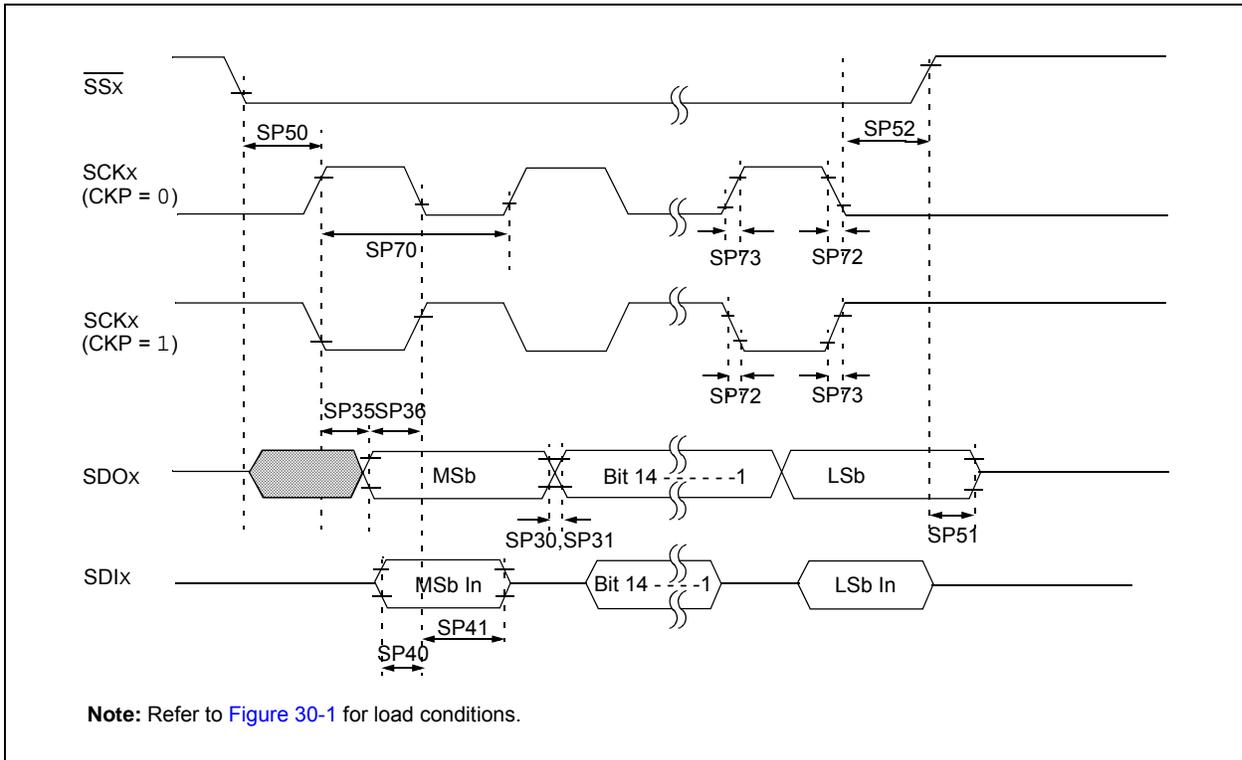 SSx
SP50
SP52
SCKx
(CKP = 0)
SP70
SP73
SP72
SCKx
(CKP = 1)
SP72
SP73
SP35SP36
SDOx
MSb
Bit 14 - - - - - -1
LSb
SP30,SP31
SP51
SDIx
MSb In
Bit 14 - - - -1
LSb In
SP41
SP40
Note: Refer to Figure 30-1 for load conditions.